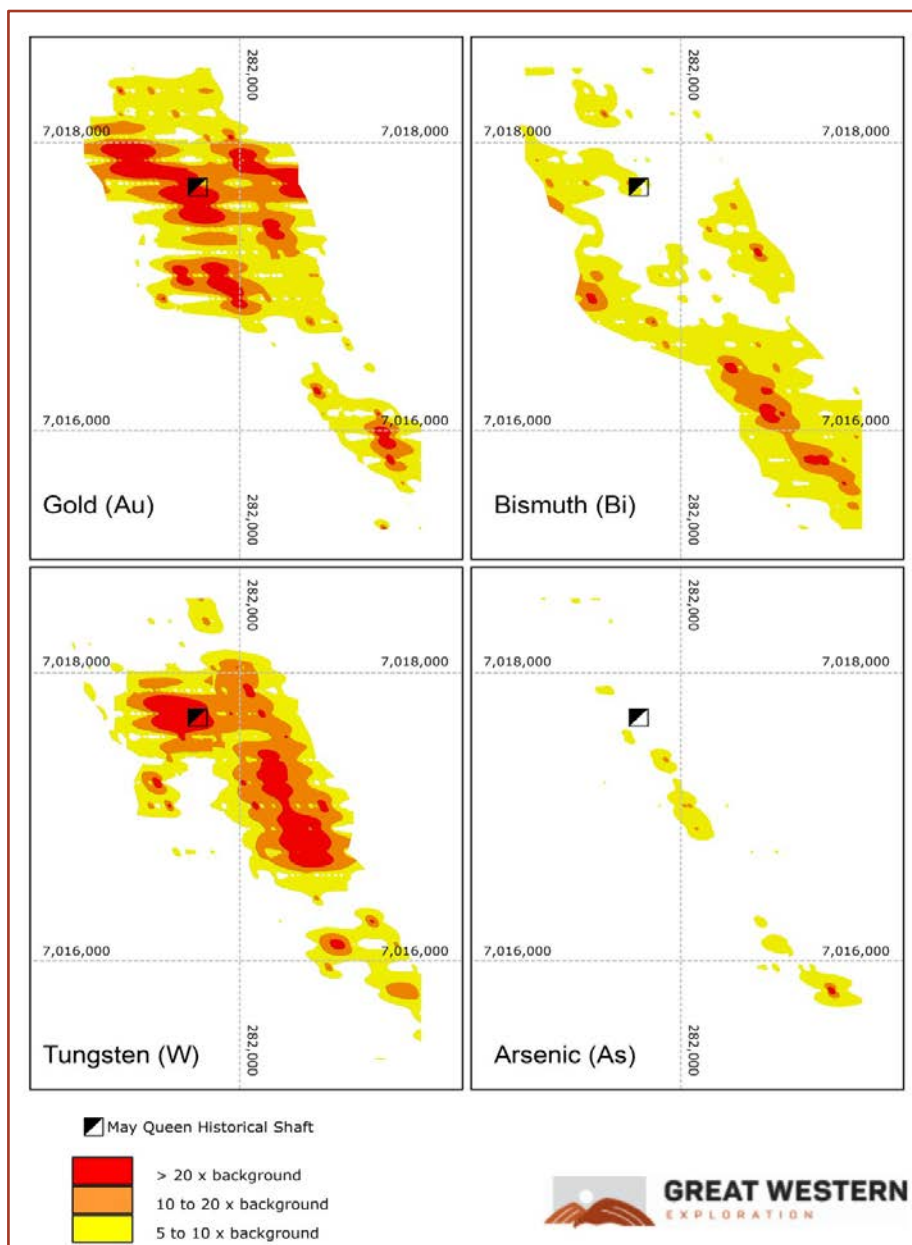 282,000
282,000
7,018,000
7,018,000
7,018,000
7,018,000
7,016,000
7,016,000
7,016,000
7,016,000
Gold (Au)
282,000
Bismuth (Bi)
282,000
282,000
282,000
7,018,000
7,018,000
7,018,000
7,018,000
7,016,000
7,016,000
7,016,000
7,016,000
Tungsten (W)
282,000
Arsenic (As)
282,000
May Queen Historical Shaft
> 20 x background
10 to 20 x background
5 to 10 x background
GREAT WESTERN
EXPLORATION